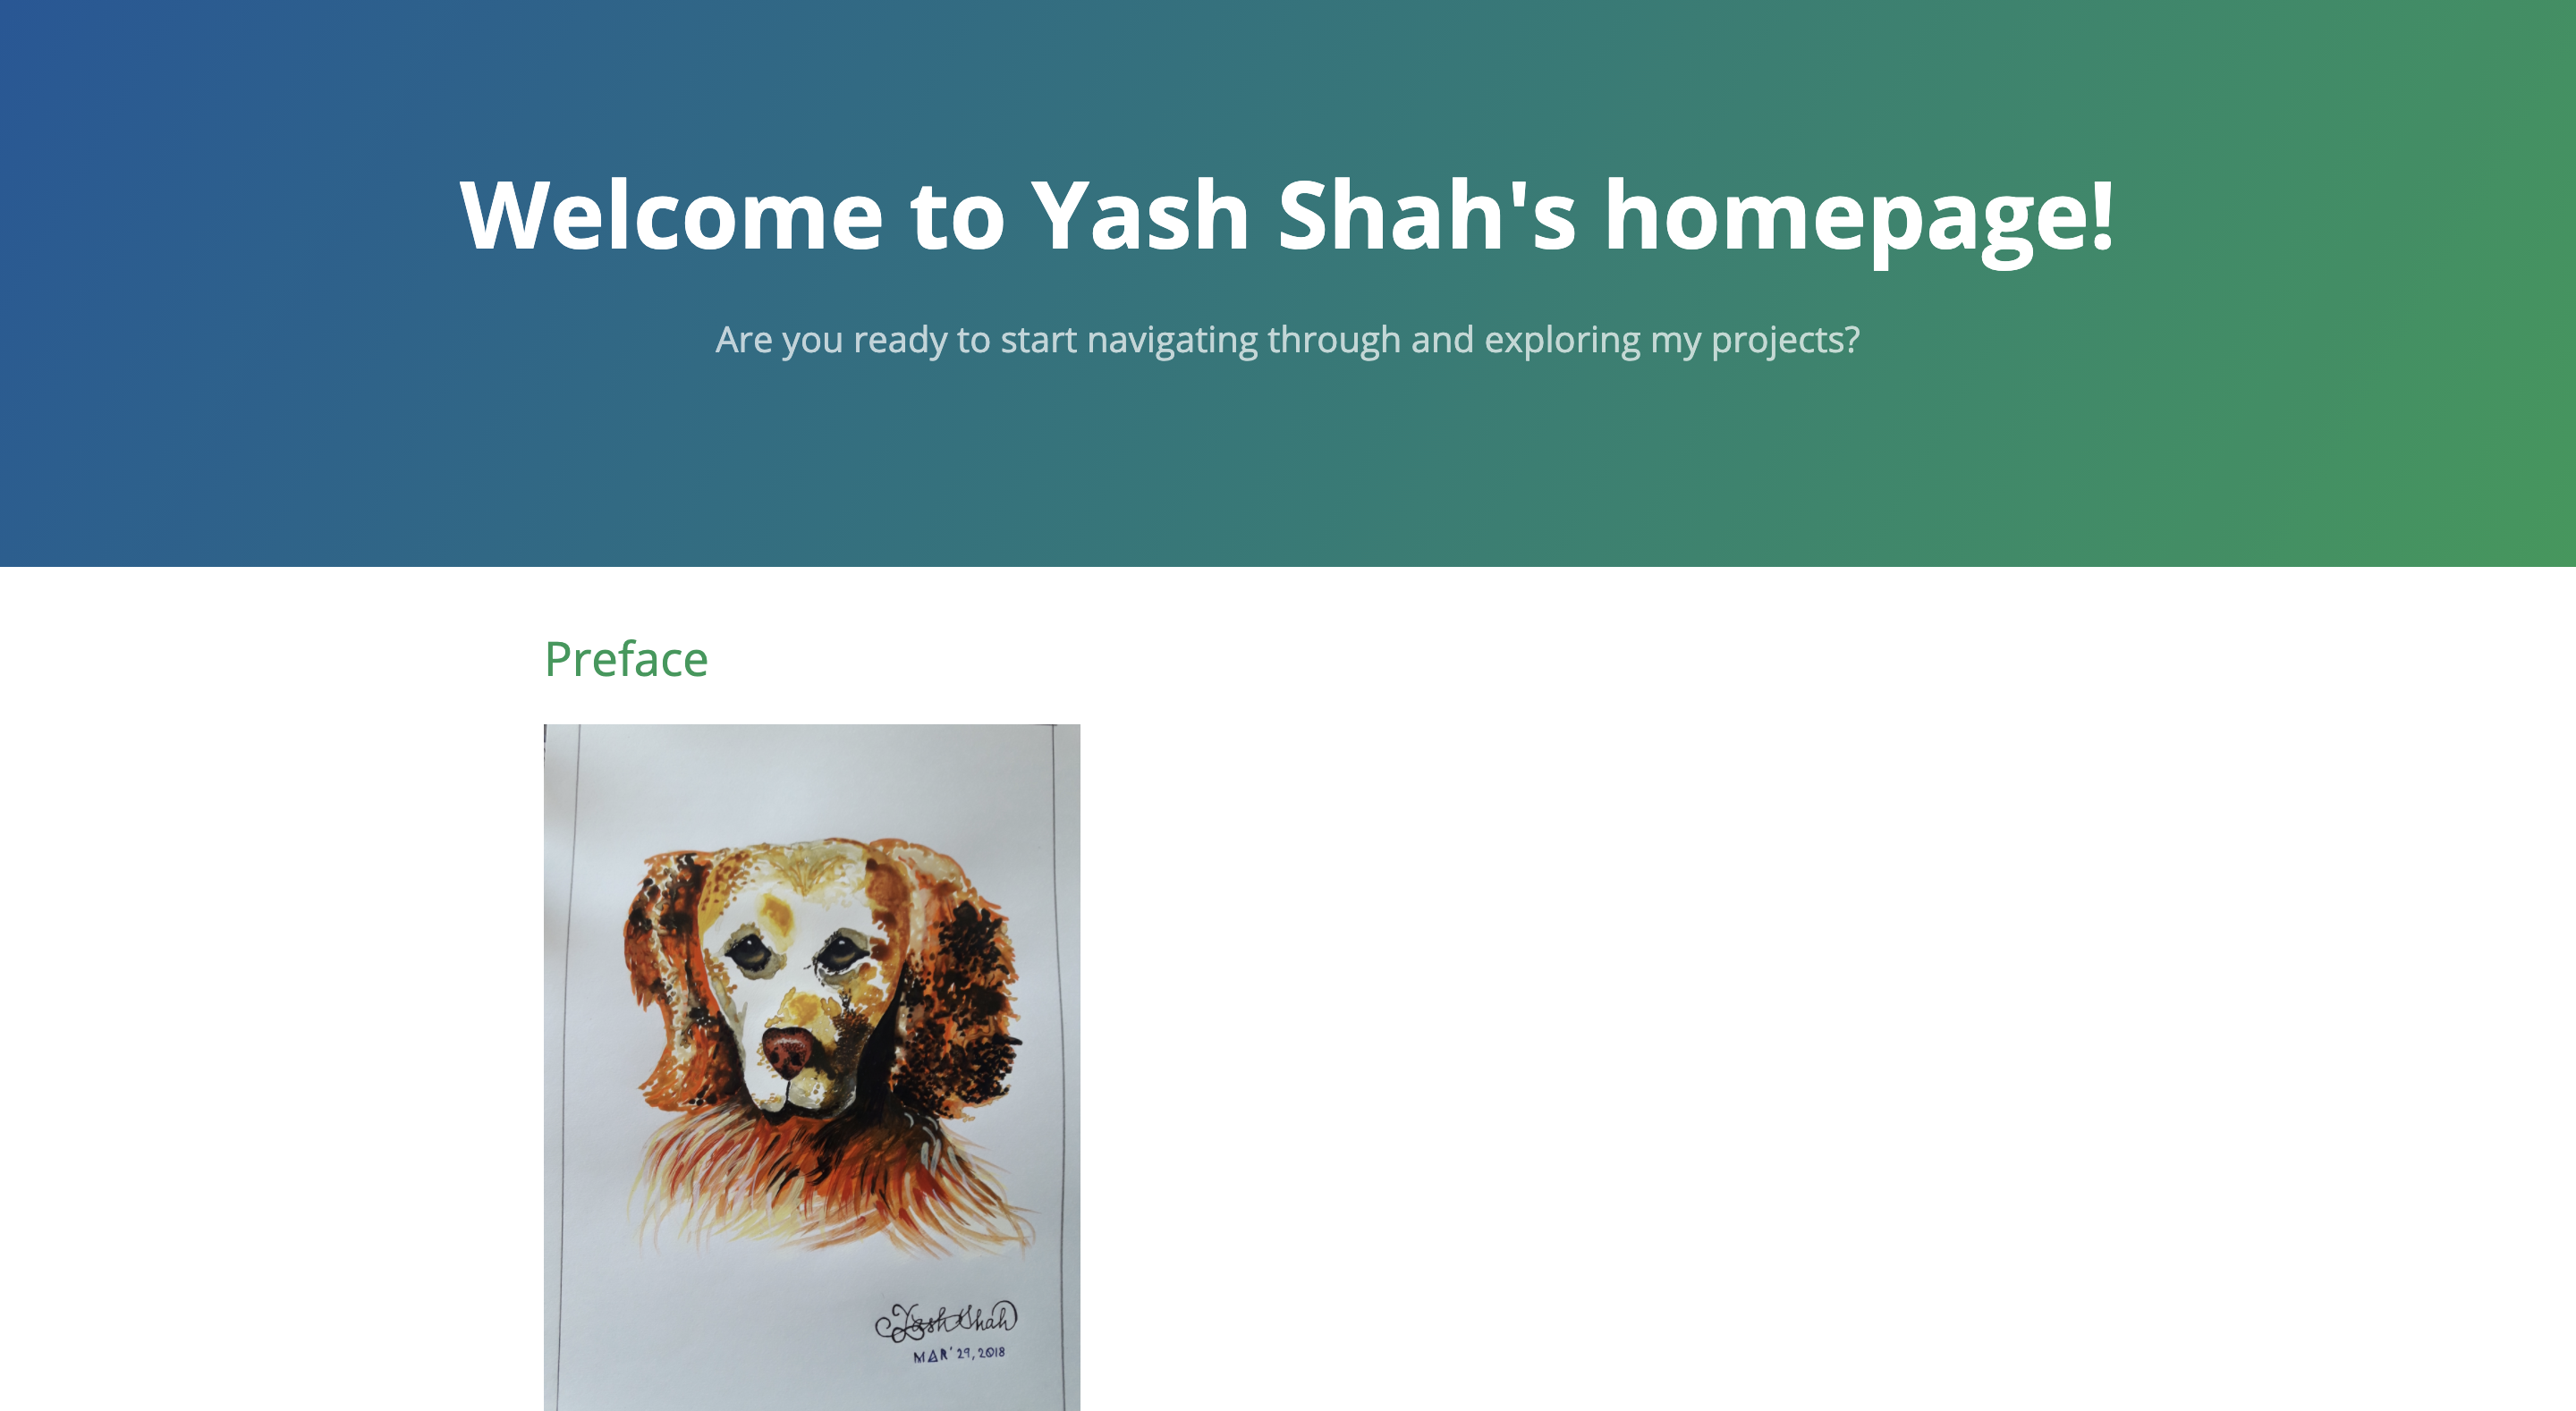 Welcome to Yash Shah's homepage!
Are you ready to start navigating through and exploring my projects?
Preface
Yash Shah
MAR' 29, 2018